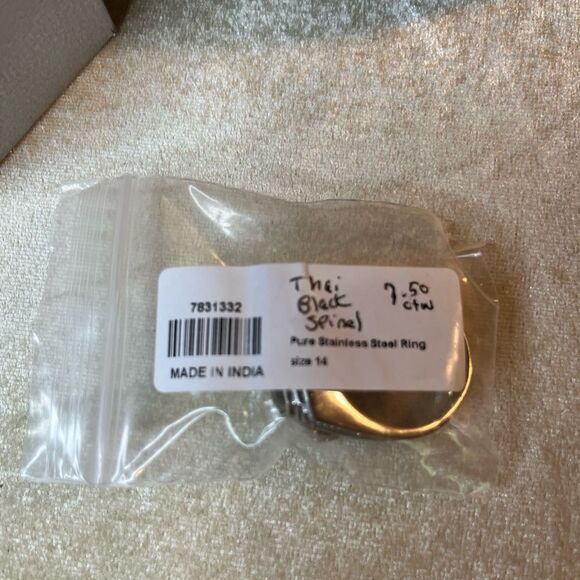 7831332
MADE IN INDIA
Thai
Black
Spinel
7.50
ctw
Pure Stainless Steel Ring
size 14